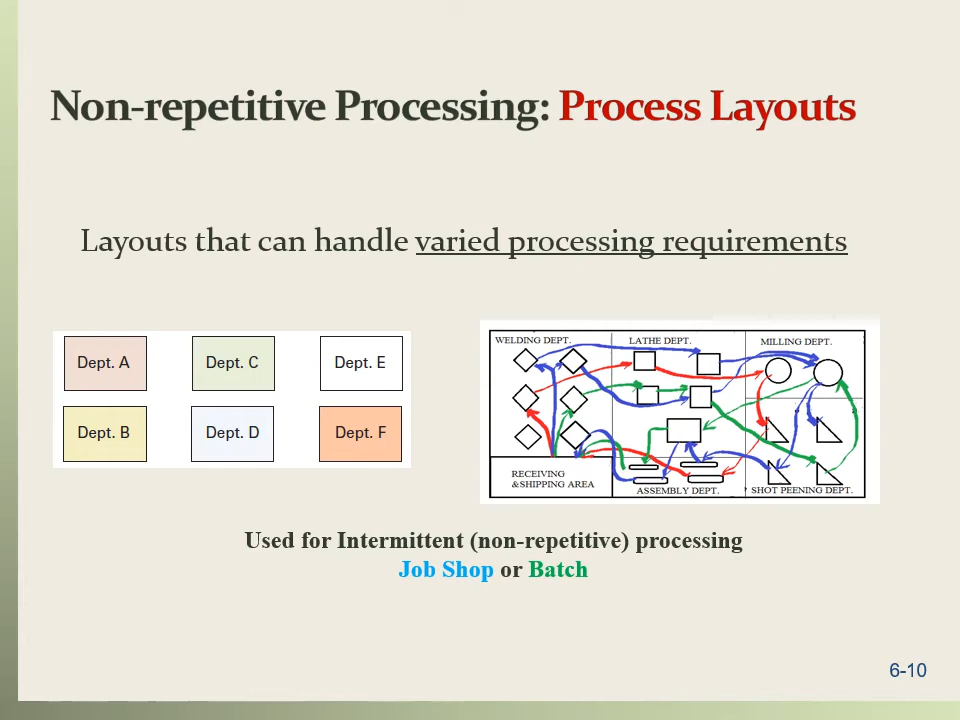 Non-repetitive Processing: Process Layouts
Layouts that can handle varied processing requirements
Dept. A
Dept. C
Dept. E
Dept. B
Dept. D
Dept. F
WELDING DEPT.
LATHE DEPT.
MILLING DEPT.
RECEIVING
&SHIPPING AREA
ASSEMBLY DEPT.
SHOT PEENING DEPT.
Used for Intermittent (non-repetitive) processing
Job Shop or Batch
6-10